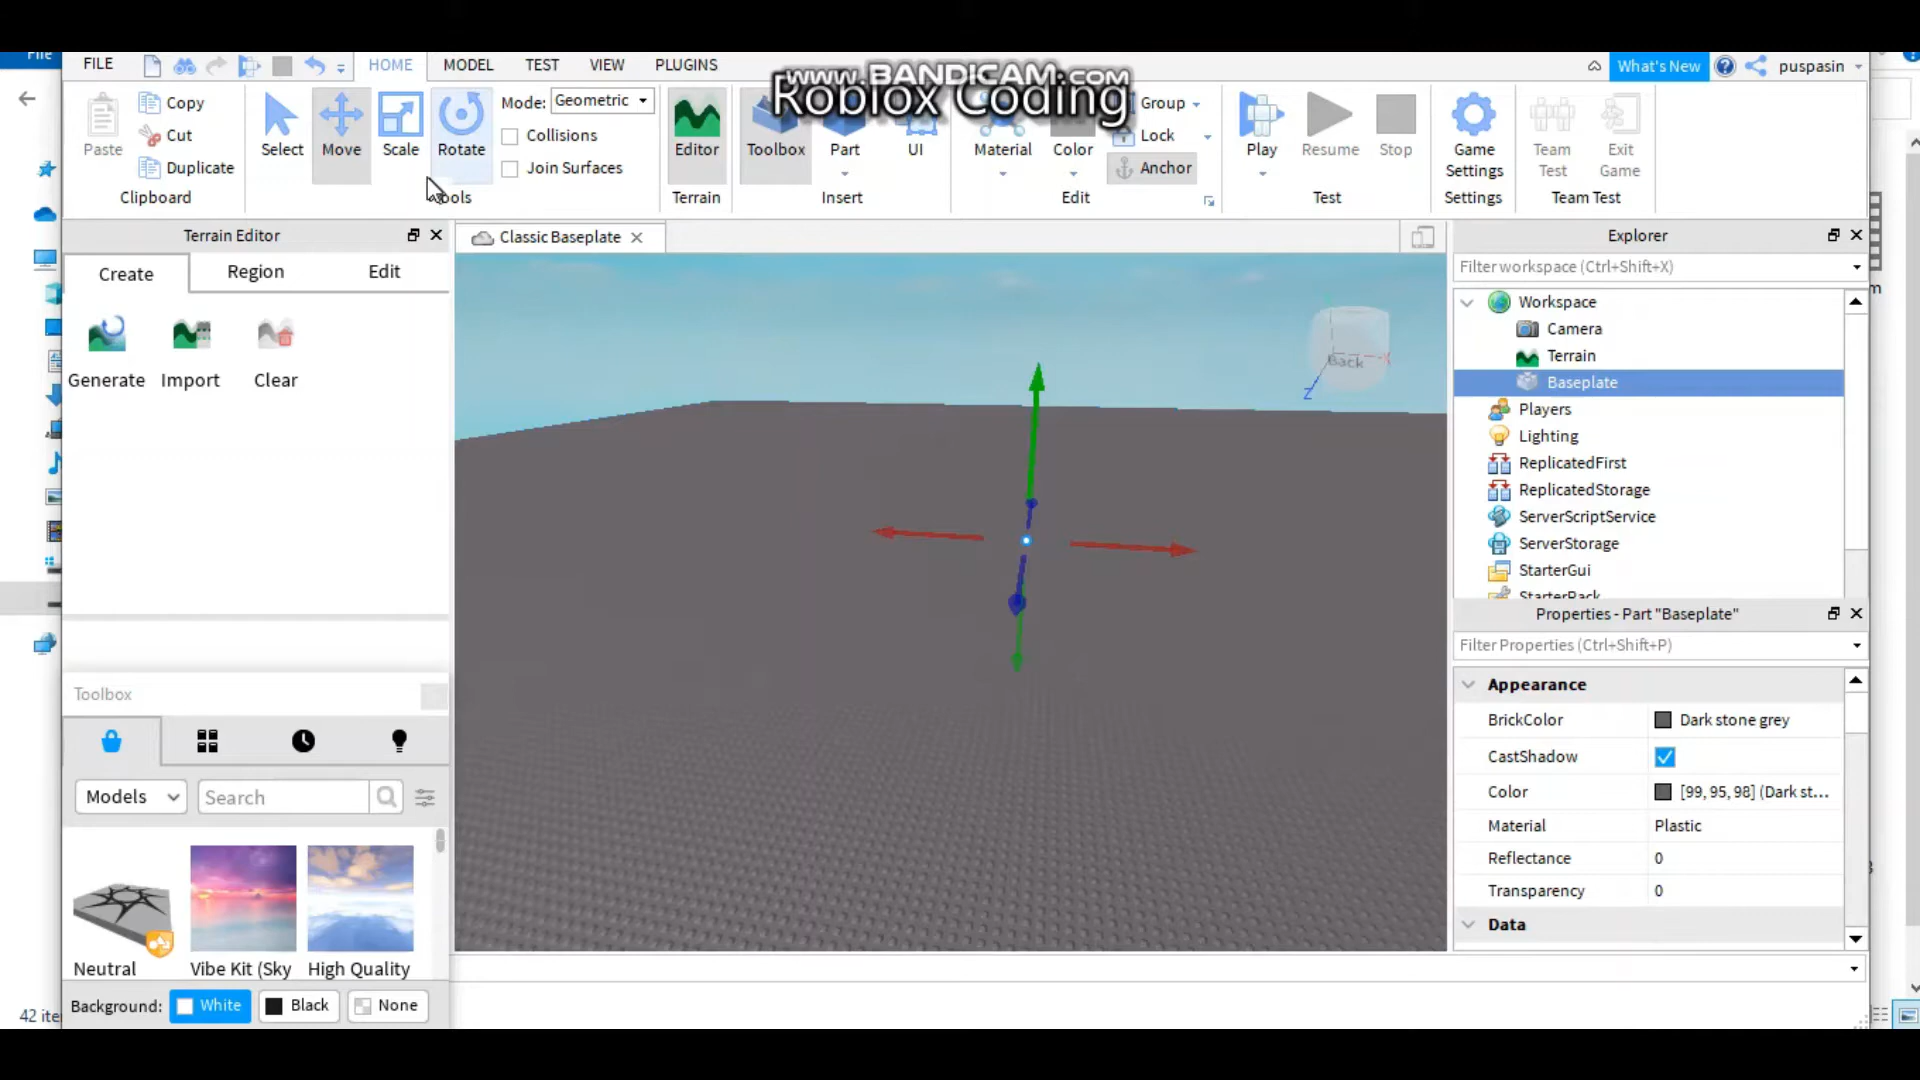 File
FILE HOME MODEL TEST VIEW PLUGINS What's New puspasin
www.BANDICAM.com
Roblox Coding
Paste Copy Cut Duplicate
Clipboard
Select Move Scale Rotate
Mode: Geometric
Collisions
Join Surfaces
ools
Editor
Terrain
Toolbox Part UI
Insert
Material Color
Group
Lock
Anchor
Edit
Play Resume Stop
Test
Game Settings
Settings
Team Test
Exit Game
Team Test
Terrain Editor
Create Region Edit
Generate Import Clear
Classic Baseplate
Back
Z
Explorer
Filter workspace (Ctrl+Shift+X)
Workspace
Camera
Terrain
Baseplate
Players
Lighting
ReplicatedFirst
ReplicatedStorage
ServerScriptService
ServerStorage
StarterGui
StarterPack
Properties - Part "Baseplate"
Filter Properties (Ctrl+Shift+P)
Appearance
BrickColor Dark stone grey
CastShadow
Color [99, 95, 98] (Dark st...
Material Plastic
Reflectance 0
Transparency 0
Data
Toolbox
Models Search
Neutral Vibe Kit (Sky High Quality
Background: White Black None
42 ite